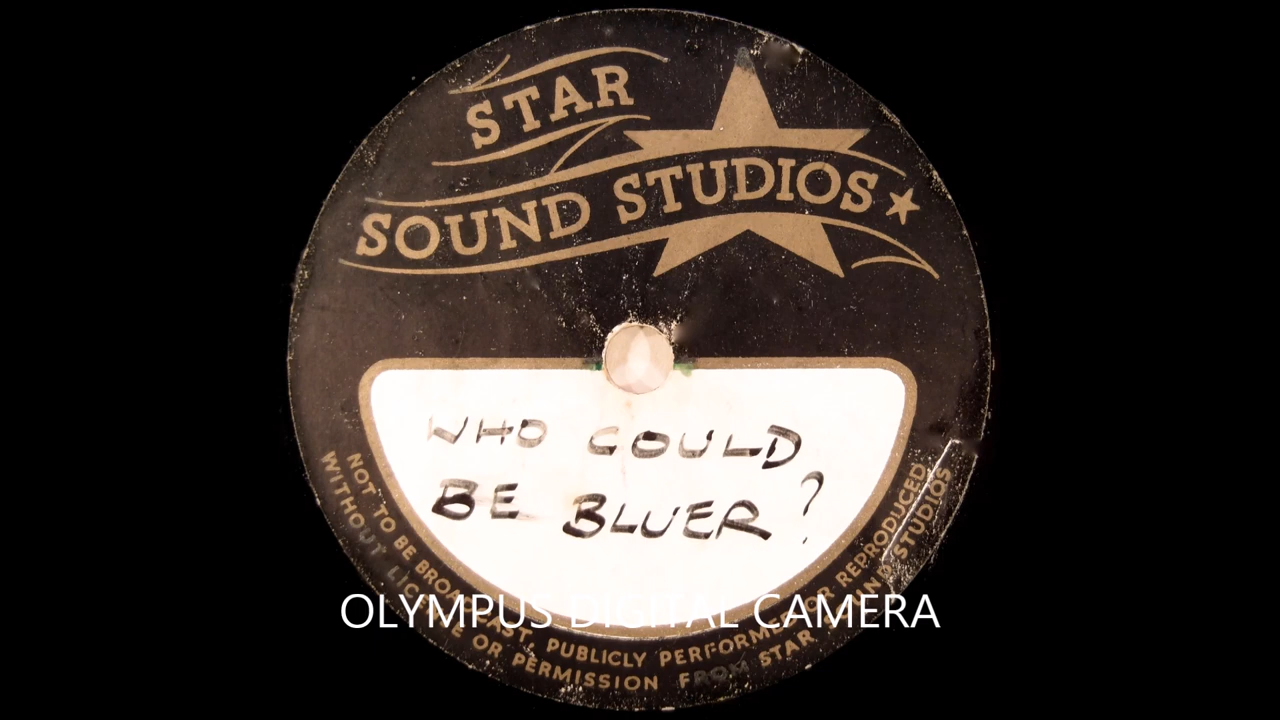 STAR
SOUND STUDIOS
WHO COULD
BE BLUER?
NOT TO BE BROADCAST, PUBLICLY PERFORMED OR REPRODUCED
WITHOUT LICENSE OR PERMISSION FROM STAR SOUND STUDIOS
OLYMPUS DIGITAL CAMERA